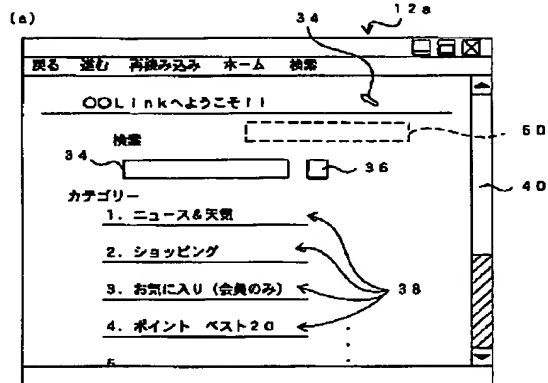 (a)
34
12a
戻る 進む 再読み込み ホーム 検索
○○Linkへようこそ!!
検索
60
34
36
40
カテゴリー
1. ニュース&天気
2. ショッピング
3. お気に入り(会員のみ)
38
4. ポイント ベスト20